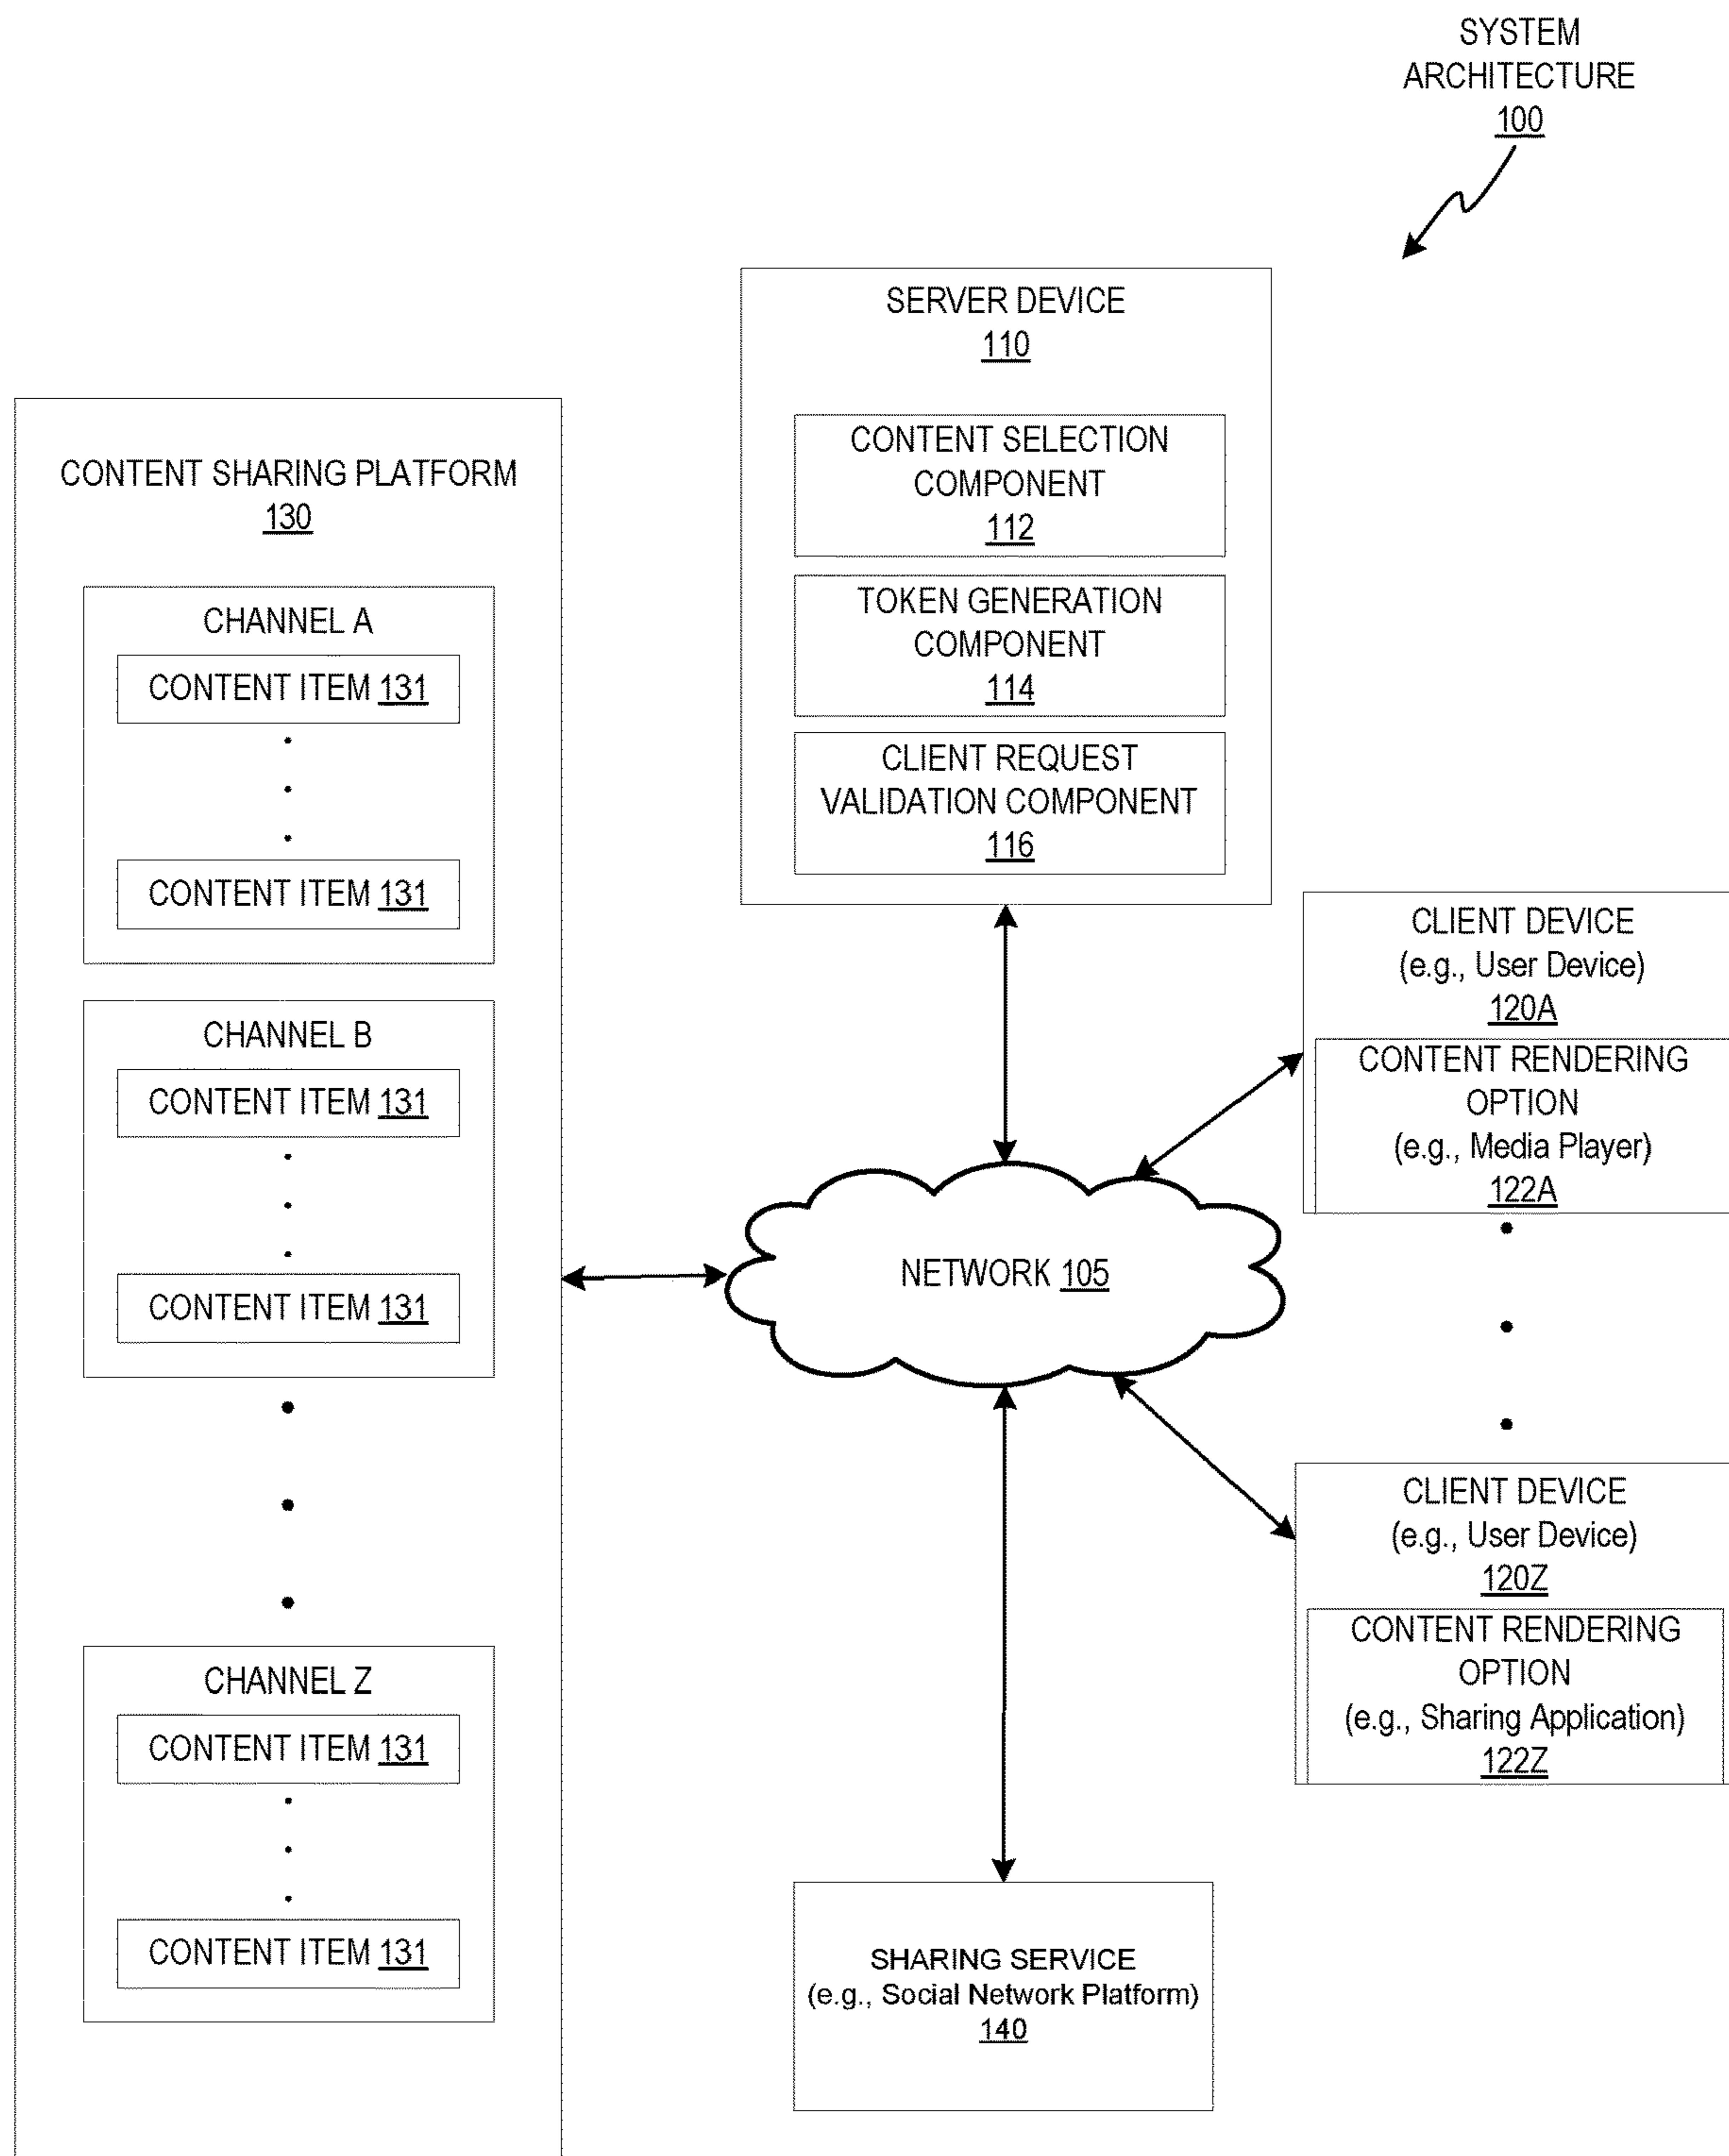 SYSTEM
ARCHITECTURE
100
SERVER DEVICE
110
CONTENT SELECTION
COMPONENT
112
TOKEN GENERATION
COMPONENT
114
CLIENT REQUEST
VALIDATION COMPONENT
116
CONTENT SHARING PLATFORM
130
CHANNEL A
CONTENT ITEM 131
CONTENT ITEM 131
CHANNEL B
CONTENT ITEM 131
CONTENT ITEM 131
CHANNEL Z
CONTENT ITEM 131
CONTENT ITEM 131
NETWORK 105
CLIENT DEVICE
(e.g., User Device)
120A
CONTENT RENDERING
OPTION
(e.g., Media Player)
122A
CLIENT DEVICE
(e.g., User Device)
120Z
CONTENT RENDERING
OPTION
(e.g., Sharing Application)
122Z
SHARING SERVICE
(e.g., Social Network Platform)
140